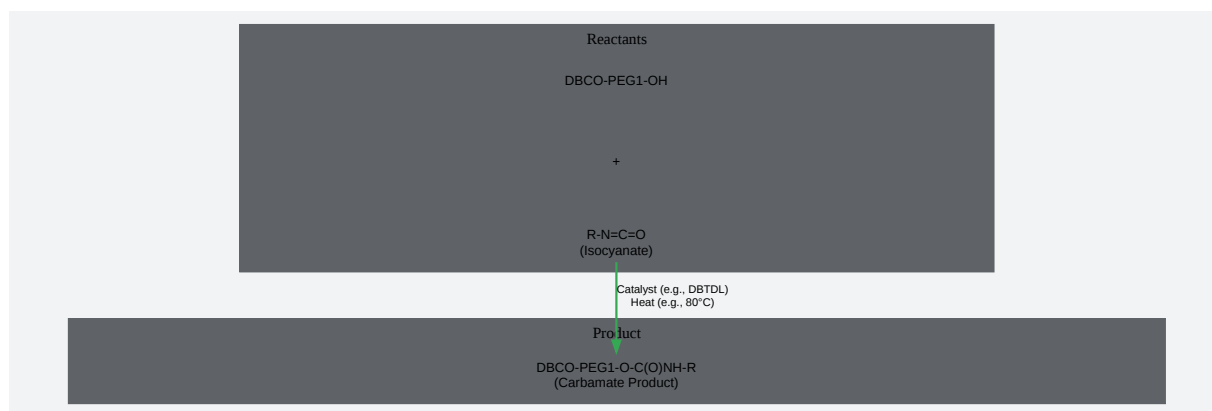 Reactants
DBCO-PEG1-OH
+
R-N=C=O
(Isocyanate)
Catalyst (e.g., DBTDL)
Heat (e.g., 80°C)
Product
DBCO-PEG1-O-C(O)NH-R
(Carbamate Product)